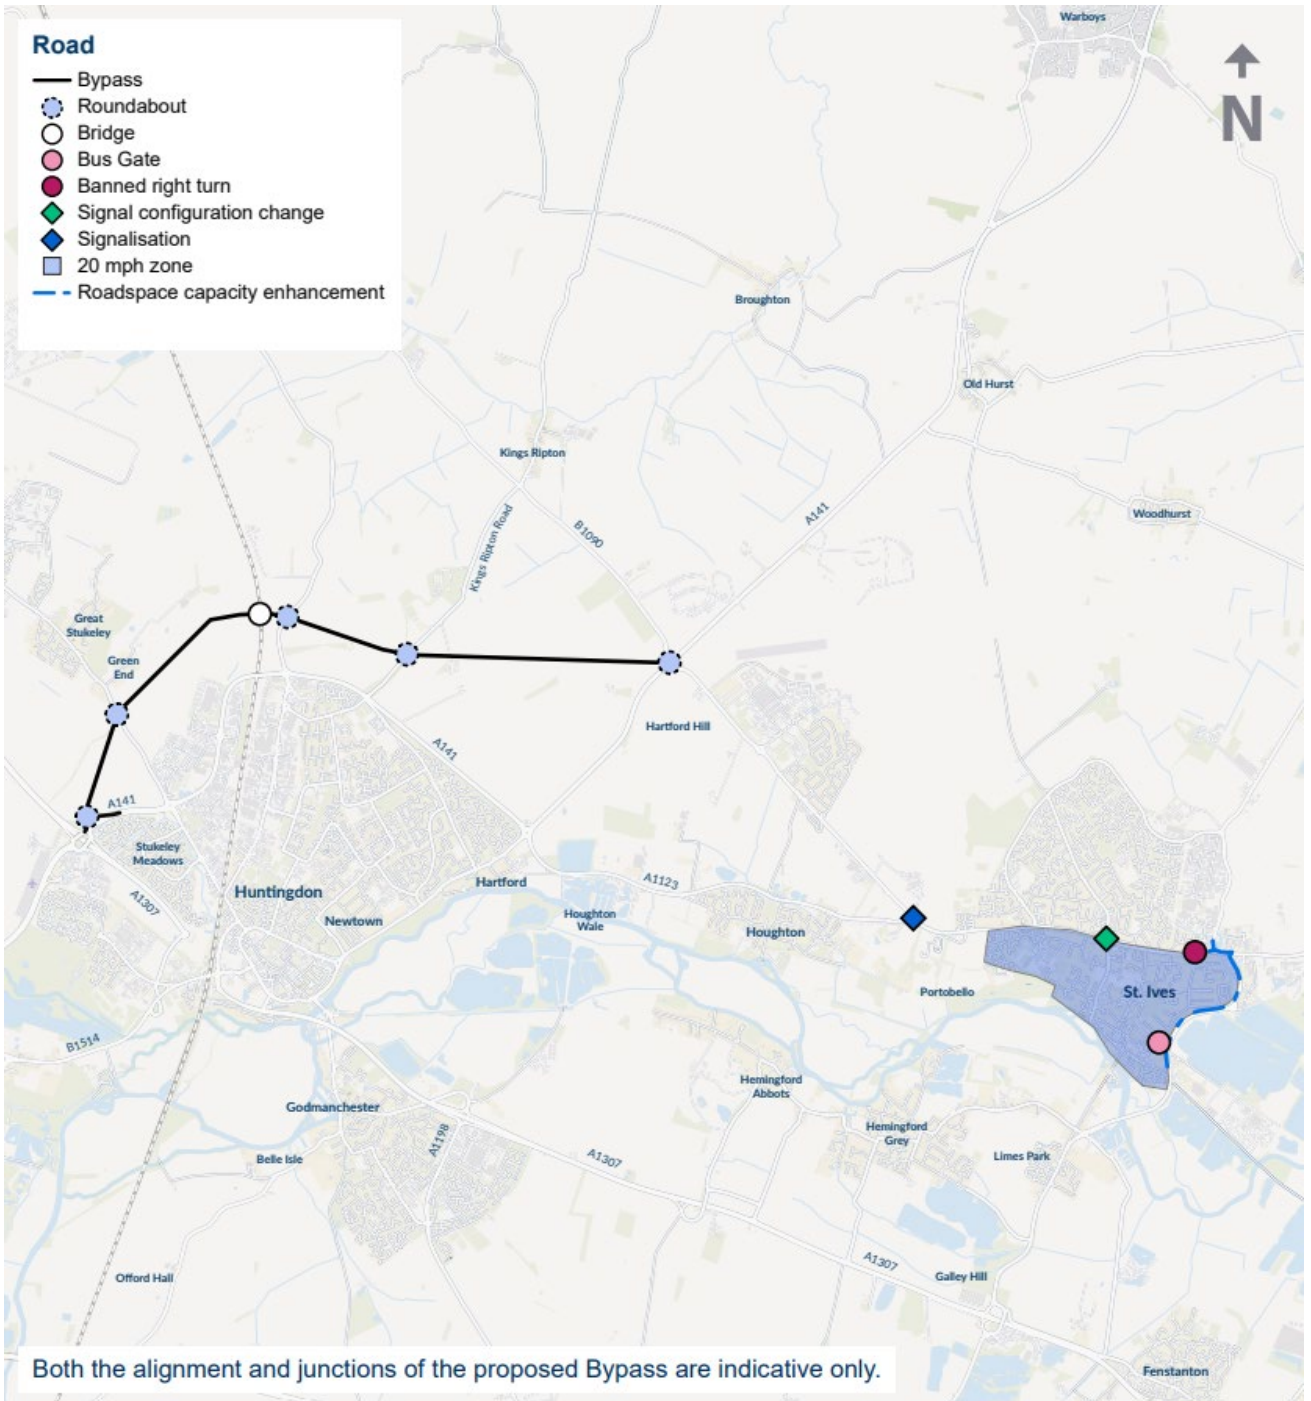 Road
Bypass
Roundabout
Bridge
Bus Gate
Banned right turn
Signal configuration change
Signalisation
20 mph zone
Roadspace capacity enhancement
Warboys
N
Broughton
Old Hurst
Kings Ripton
Woodhurst
A141
B1090
Kings Ripton Road
Great
Stukeley
Green
End
Hartford Hill
A141
A141
Stukeley
Meadows
A1307
Huntingdon
Hartford
A1123
Newtown
Houghton
Wale
Houghton
Portobello
St. Ives
B1514
Hemingford
Abbots
Godmanchester
Hemingford
Grey
A1198
Belle Isle
A1307
Limes Park
A1307
Offord Hall
Galley Hill
Fenstanton
Both the alignment and junctions of the proposed Bypass are indicative only.